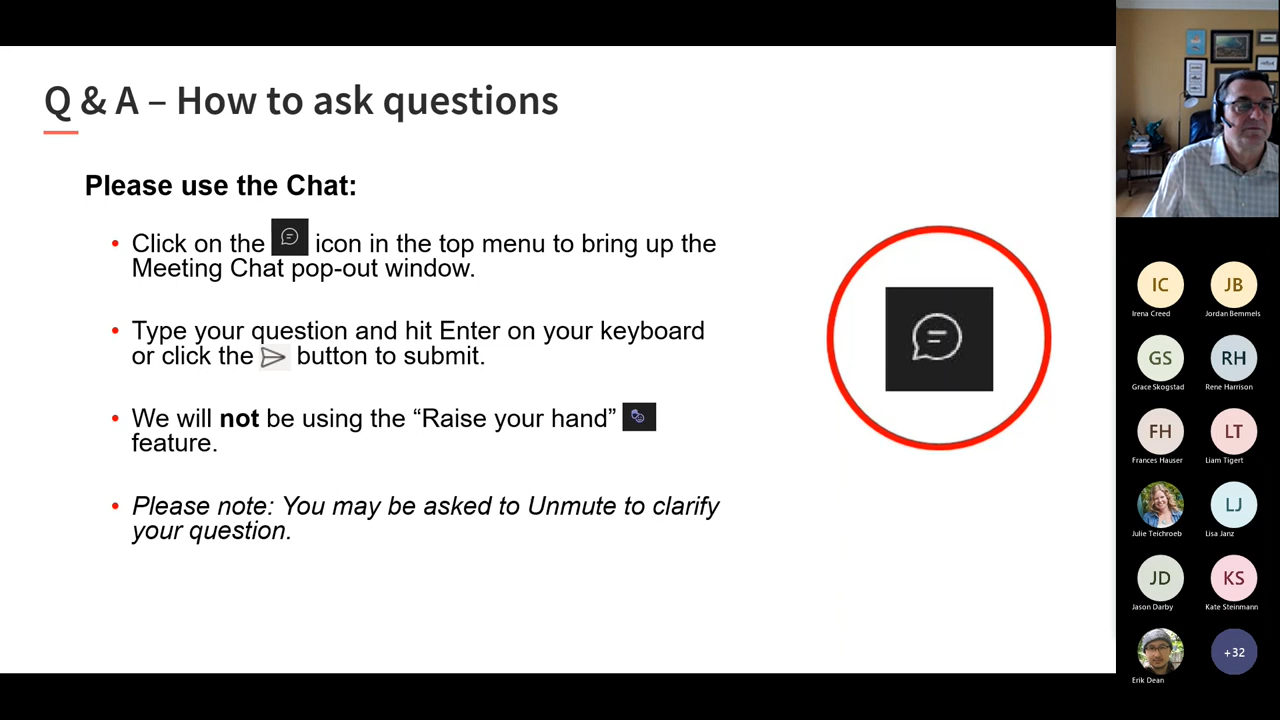 Q & A – How to ask questions
Please use the Chat:
• Click on the icon in the top menu to bring up the
Meeting Chat pop-out window.
• Type your question and hit Enter on your keyboard
or click the button to submit.
• We will not be using the “Raise your hand”
feature.
• Please note: You may be asked to Unmute to clarify
your question.
IC JB
Irena Creed Jordan Bemmels
GS RH
Grace Skogstad Rene Harrison
FH LT
Frances Hauser Liam Tigert
LJ
Julie Teichroeb Lisa Janz
JD KS
Jason Darby Kate Steinmann
+32
Erik Dean